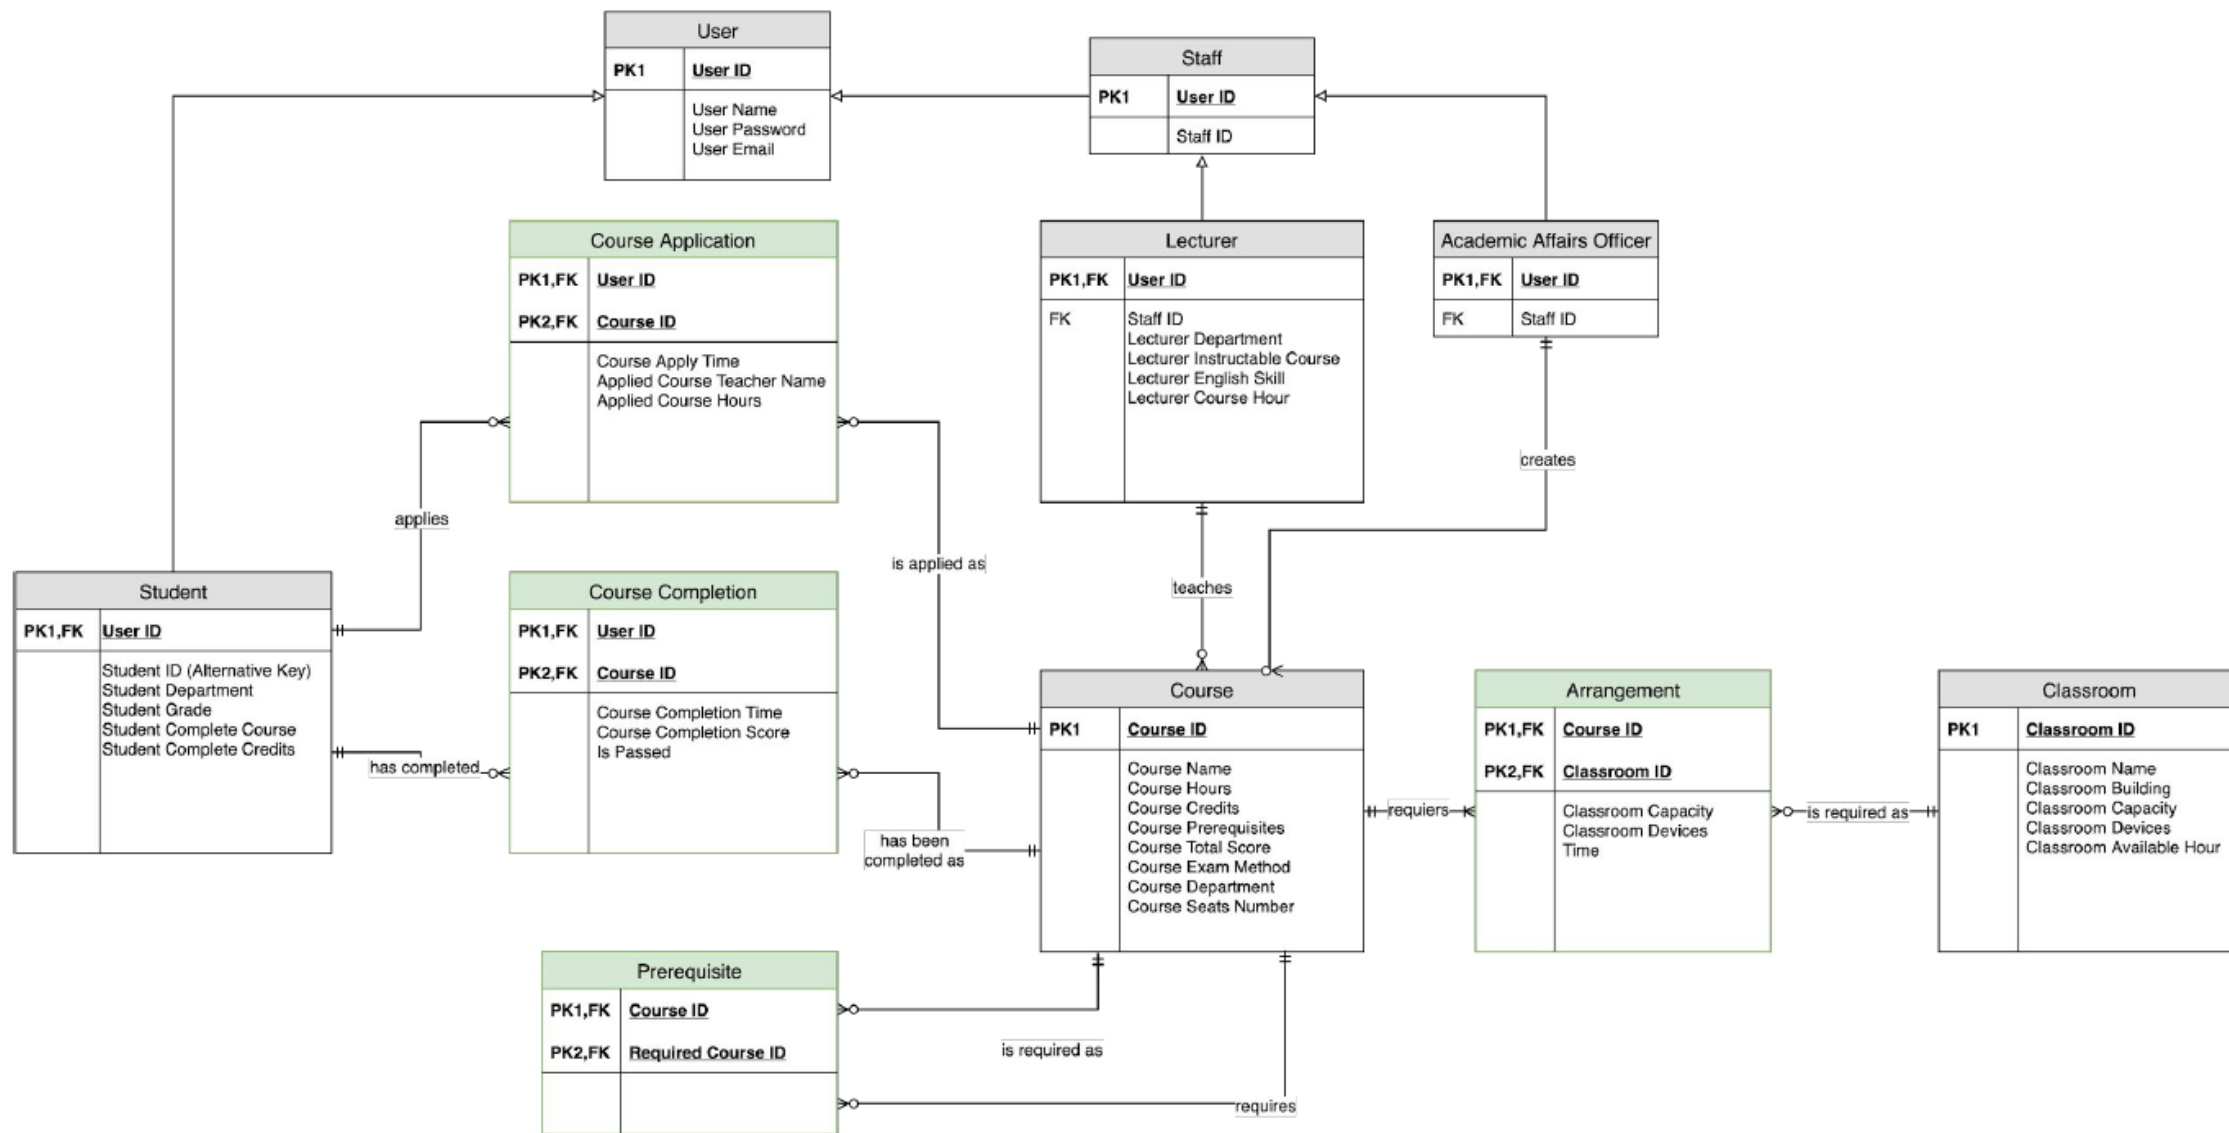 User
PK1 User ID
User Name
User Password
User Email
Staff
PK1 User ID
Staff ID
Course Application
PK1,FK User ID
PK2,FK Course ID
Course Apply Time
Applied Course Teacher Name
Applied Course Hours
Lecturer
PK1,FK User ID
FK Staff ID
Lecturer Department
Lecturer Instructable Course
Lecturer English Skill
Lecturer Course Hour
Academic Affairs Officer
PK1,FK User ID
FK Staff ID
creates
applies
is applied as
teaches
Student
PK1,FK User ID
Student ID (Alternative Key)
Student Department
Student Grade
Student Complete Course
Student Complete Credits
has completed
Course Completion
PK1,FK User ID
PK2,FK Course ID
Course Completion Time
Course Completion Score
Is Passed
has been
completed as
Course
PK1 Course ID
Course Name
Course Hours
Course Credits
Course Prerequisites
Course Total Score
Course Exam Method
Course Department
Course Seats Number
requiers
Arrangement
PK1,FK Course ID
PK2,FK Classroom ID
Classroom Capacity
Classroom Devices
Time
is required as
Classroom
PK1 Classroom ID
Classroom Name
Classroom Building
Classroom Capacity
Classroom Devices
Classroom Available Hour
Prerequisite
PK1,FK Course ID
PK2,FK Required Course ID
is required as
requires